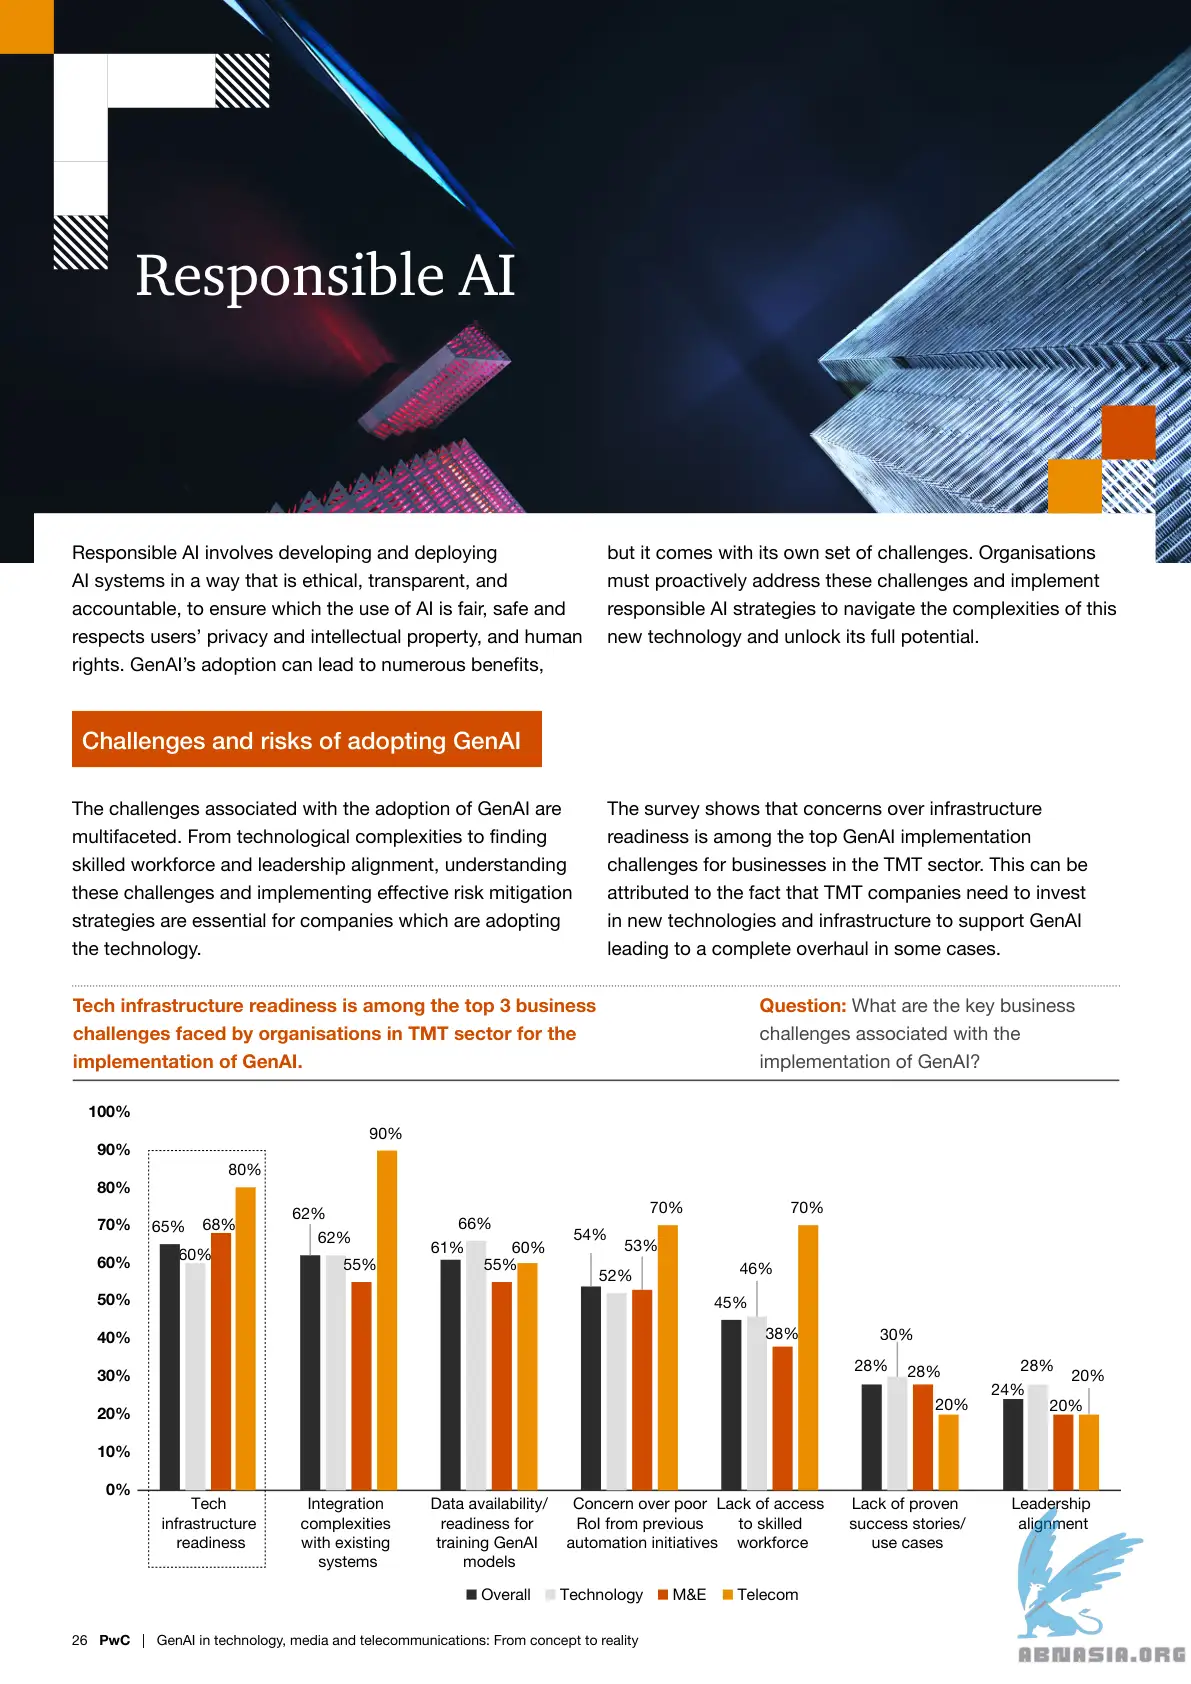 Responsible AI
Responsible AI involves developing and deploying
AI systems in a way that is ethical, transparent, and
accountable, to ensure which the use of AI is fair, safe and
respects users’ privacy and intellectual property, and human
rights. GenAI’s adoption can lead to numerous benefits,
but it comes with its own set of challenges. Organisations
must proactively address these challenges and implement
responsible AI strategies to navigate the complexities of this
new technology and unlock its full potential.
Challenges and risks of adopting GenAI
The challenges associated with the adoption of GenAI are
multifaceted. From technological complexities to finding
skilled workforce and leadership alignment, understanding
these challenges and implementing effective risk mitigation
strategies are essential for companies which are adopting
the technology.
The survey shows that concerns over infrastructure
readiness is among the top GenAI implementation
challenges for businesses in the TMT sector. This can be
attributed to the fact that TMT companies need to invest
in new technologies and infrastructure to support GenAI
leading to a complete overhaul in some cases.
Tech infrastructure readiness is among the top 3 business
challenges faced by organisations in TMT sector for the
implementation of GenAI.
Question: What are the key business
challenges associated with the
implementation of GenAI?
100%
90%
80%
70%
60%
50%
40%
30%
20%
10%
0%
65%
60%
68%
80%
62%
62%
55%
90%
61%
66%
55%
60%
54%
52%
53%
70%
45%
46%
38%
70%
28%
30%
28%
20%
24%
28%
20%
20%
Tech
infrastructure
readiness
Integration
complexities
with existing
systems
Data availability/
readiness for
training GenAI
models
Concern over poor
RoI from previous
automation initiatives
Lack of access
to skilled
workforce
Lack of proven
success stories/
use cases
Leadership
alignment
Overall Technology M&E Telecom
26 PwC | GenAI in technology, media and telecommunications: From concept to reality
ABNASIA.ORG